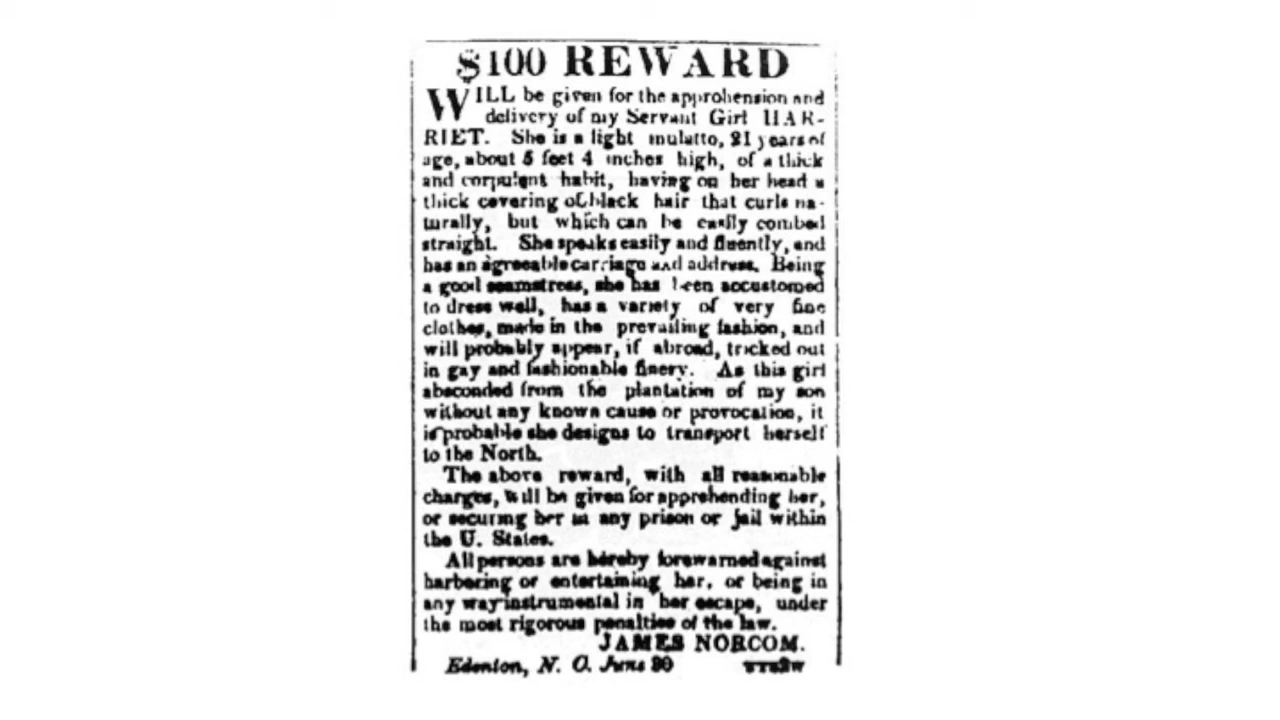 $100 REWARD
WILL be given for the approhension and
delivery of my Servant Girl HAR-
RIET. She is a light mulatto, 21 years of
age, about 5 feet 4 inches high, of a thick
and corpulent habit, having on her head a
thick covering of black hair that curls na-
turally, but which can be easily combed
straight. She speaks easily and fluently, and
has an agreeable carriage and address. Being
a good seamstress, she has been accustomed
to dress well, has a variety of very fine
clothes, made in the prevailing fashion, and
will probably appear, if abroad, tricked out
in gay and fashionable finery. As this girl
absconded from the plantation of my son
without any known cause or provocation, it
is probable she designs to transport herself
to the North.
The above reward, with all reasonable
charges, will be given for apprehending her,
or securing her in any prison or jail within
the U. States.
All persons are hereby forewarned against
harboring or entertaining her, or being in
any way instrumental in her escape, under
the most rigorous penalties of the law.
JAMES NORCOM.
Edenton, N. C. June 30